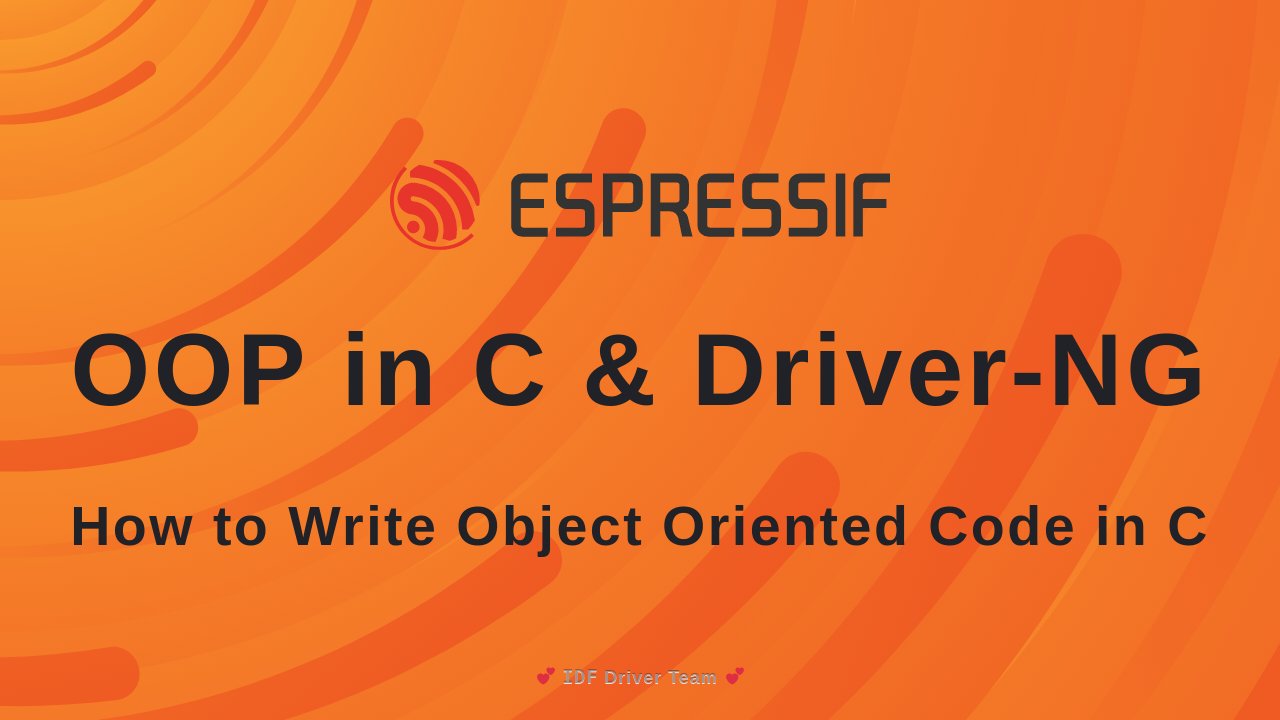 ESPRESSIF
OOP in C & Driver-NG
How to Write Object Oriented Code in C
💕 IDF Driver Team 💕